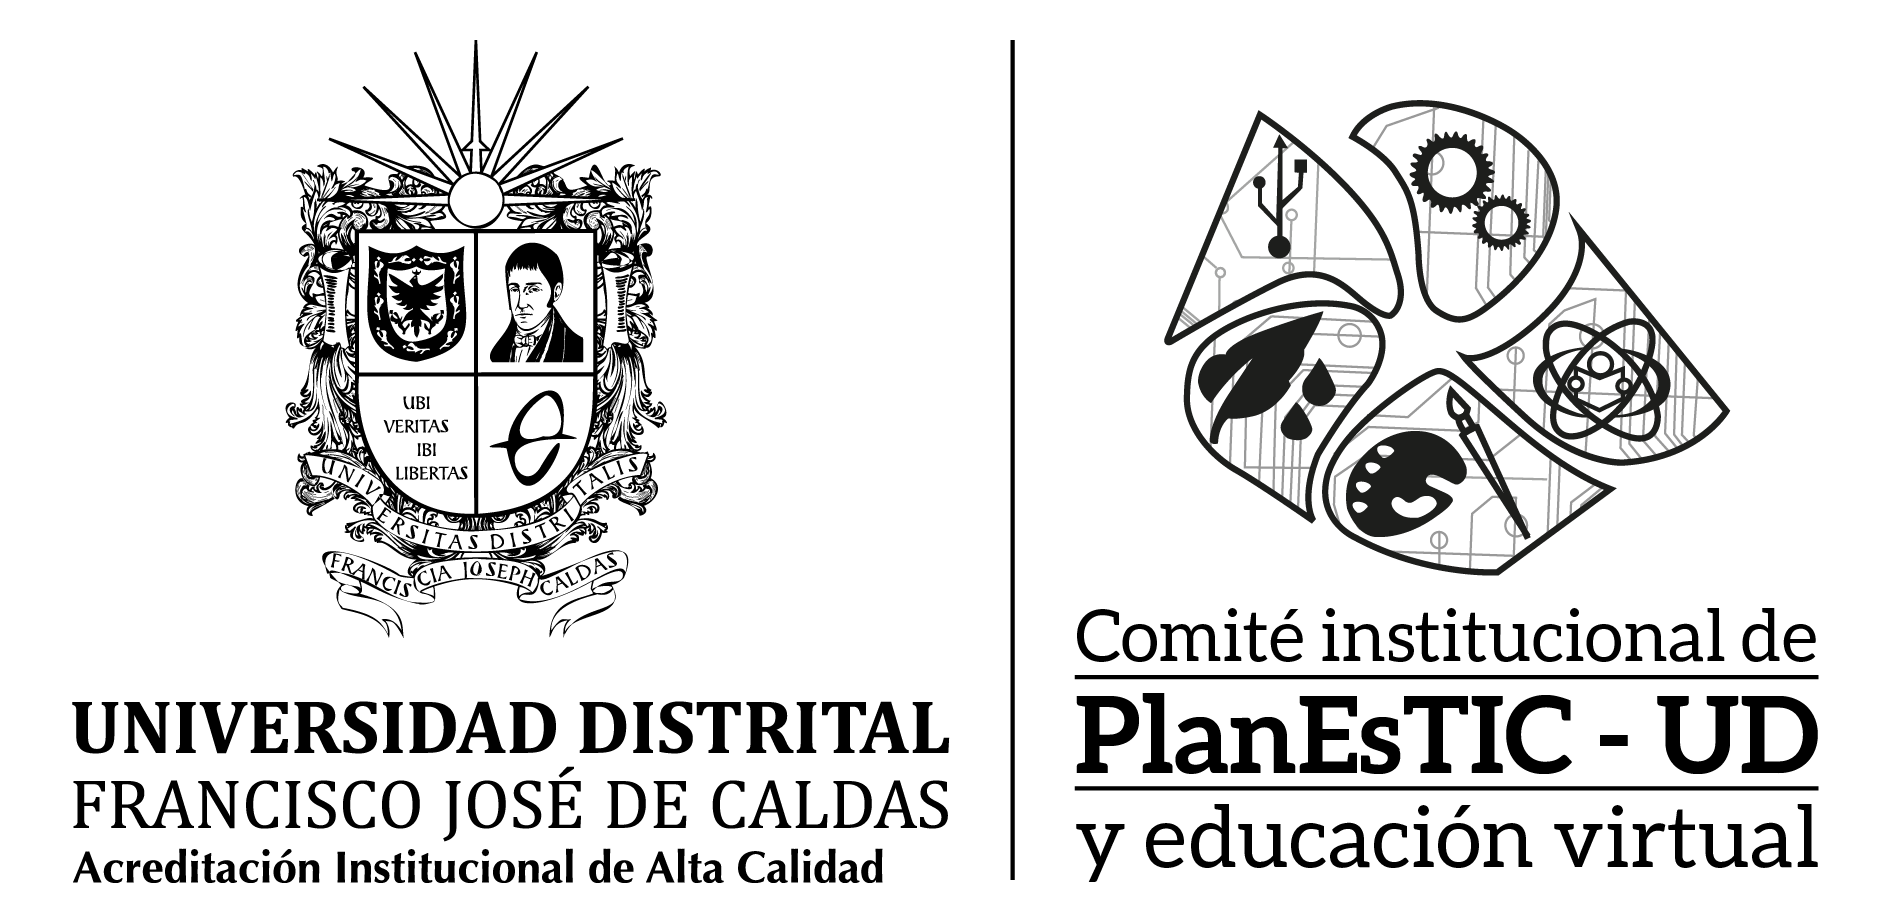 UBI
VERITAS
IBI
LIBERTAS
UNIVERSITAS DISTRITALIS
FRANCISCIA JOSEPH CALDAS
UNIVERSIDAD DISTRITAL
FRANCISCO JOSÉ DE CALDAS
Acreditación Institucional de Alta Calidad
Comité institucional de
PlanEsTIC - UD
y educación virtual